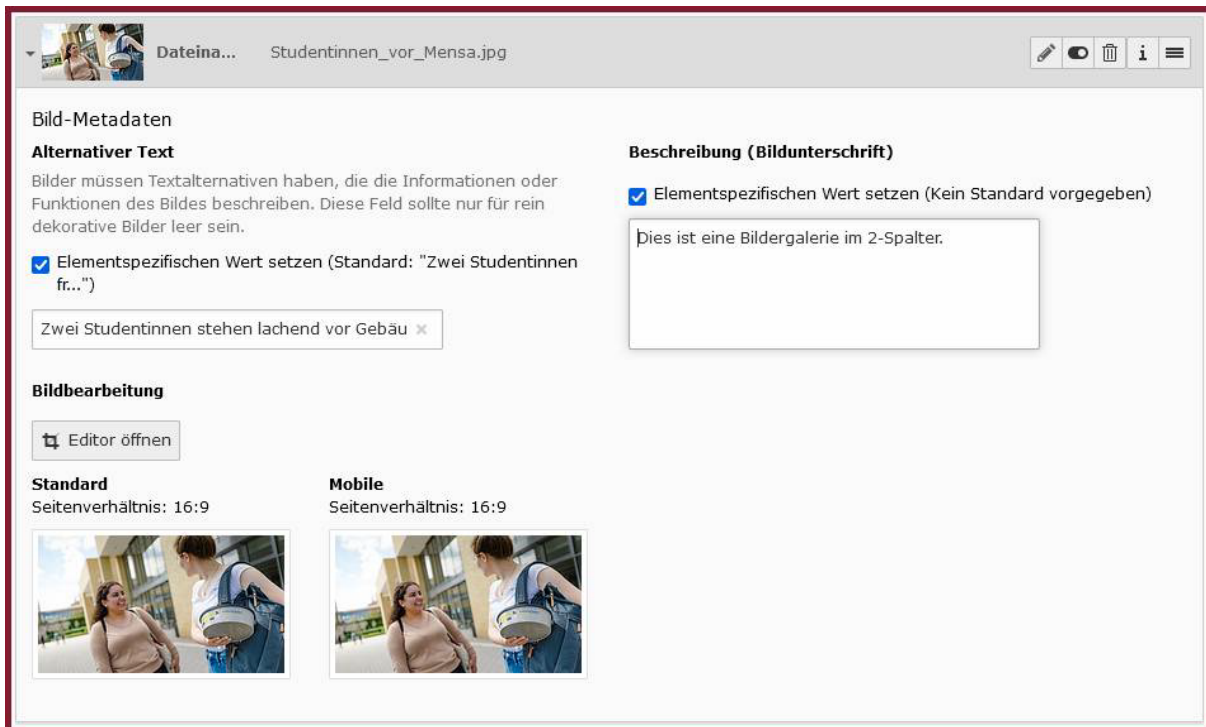 Dateina... Studentinnen_vor_Mensa.jpg
Bild-Metadaten
Alternativer Text
Bilder müssen Textalternativen haben, die die Informationen oder
Funktionen des Bildes beschreiben. Diese Feld sollte nur für rein
dekorative Bilder leer sein.
Elementspezifischen Wert setzen (Standard: "Zwei Studentinnen
fr...")
Zwei Studentinnen stehen lachend vor Gebäu
Beschreibung (Bildunterschrift)
Elementspezifischen Wert setzen (Kein Standard vorgegeben)
Dies ist eine Bildergalerie im 2-Spalter.
Bildbearbeitung
Editor öffnen
Standard
Seitenverhältnis: 16:9
Mobile
Seitenverhältnis: 16:9